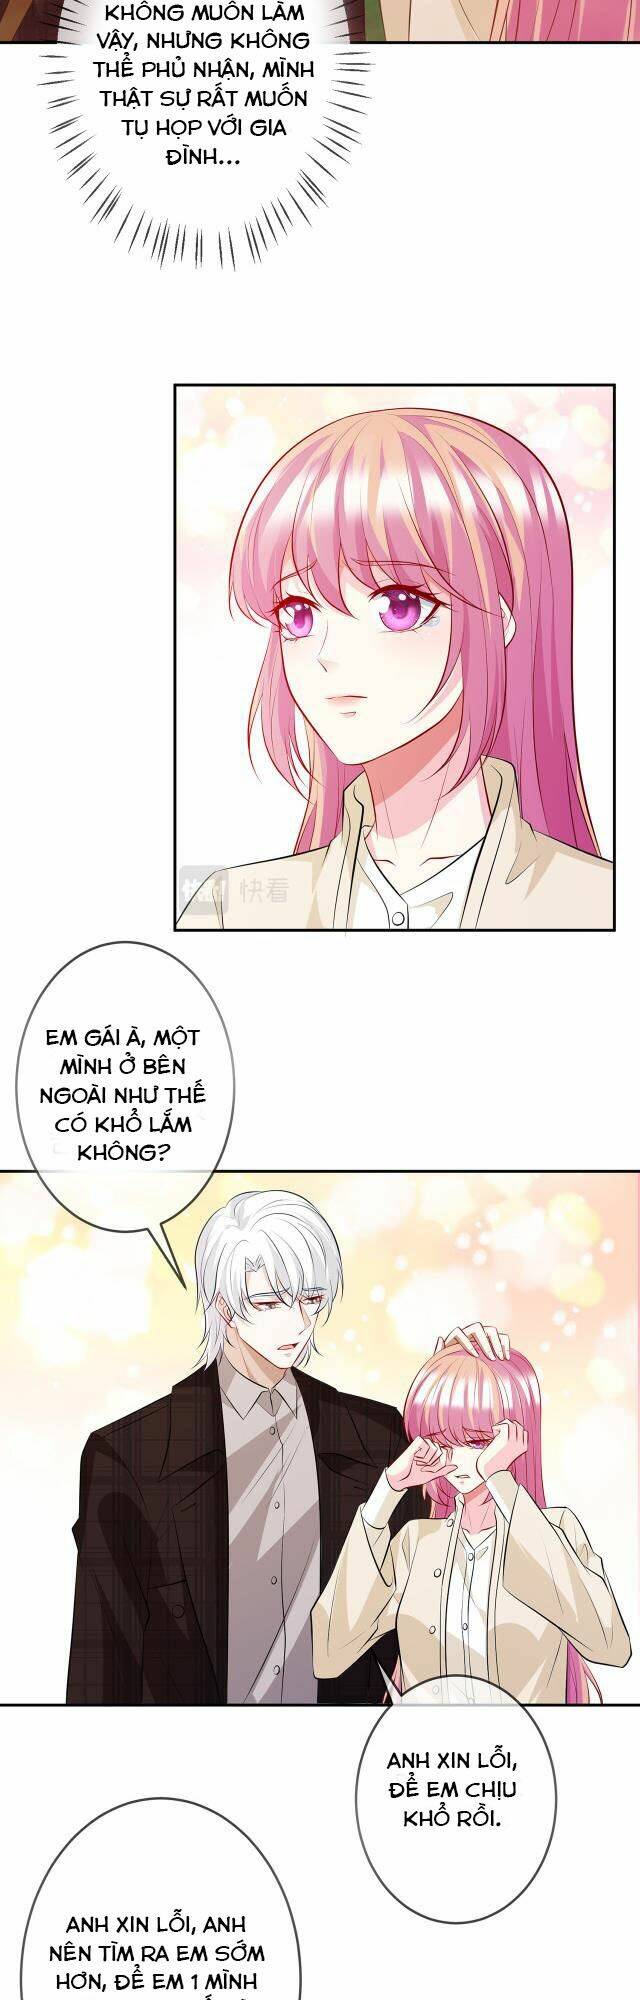 KHÔNG MUỐN LÀM
VẬY, NHƯNG KHÔNG
THỂ PHỦ NHẬN, MÌNH
THẬT SỰ RẤT MUỐN
TỤ HỌP VỚI GIA
ĐÌNH...
快看
EM GÁI À, MỘT
MÌNH Ở BÊN
NGOÀI NHƯ THẾ
CÓ KHỔ LẮM
KHÔNG?
ANH XIN LỖI,
ĐỂ EM CHỊU
KHỔ RỒI.
ANH XIN LỖI, ANH
NÊN TÌM RA EM SỚM
HƠN, ĐỂ EM 1 MÌNH